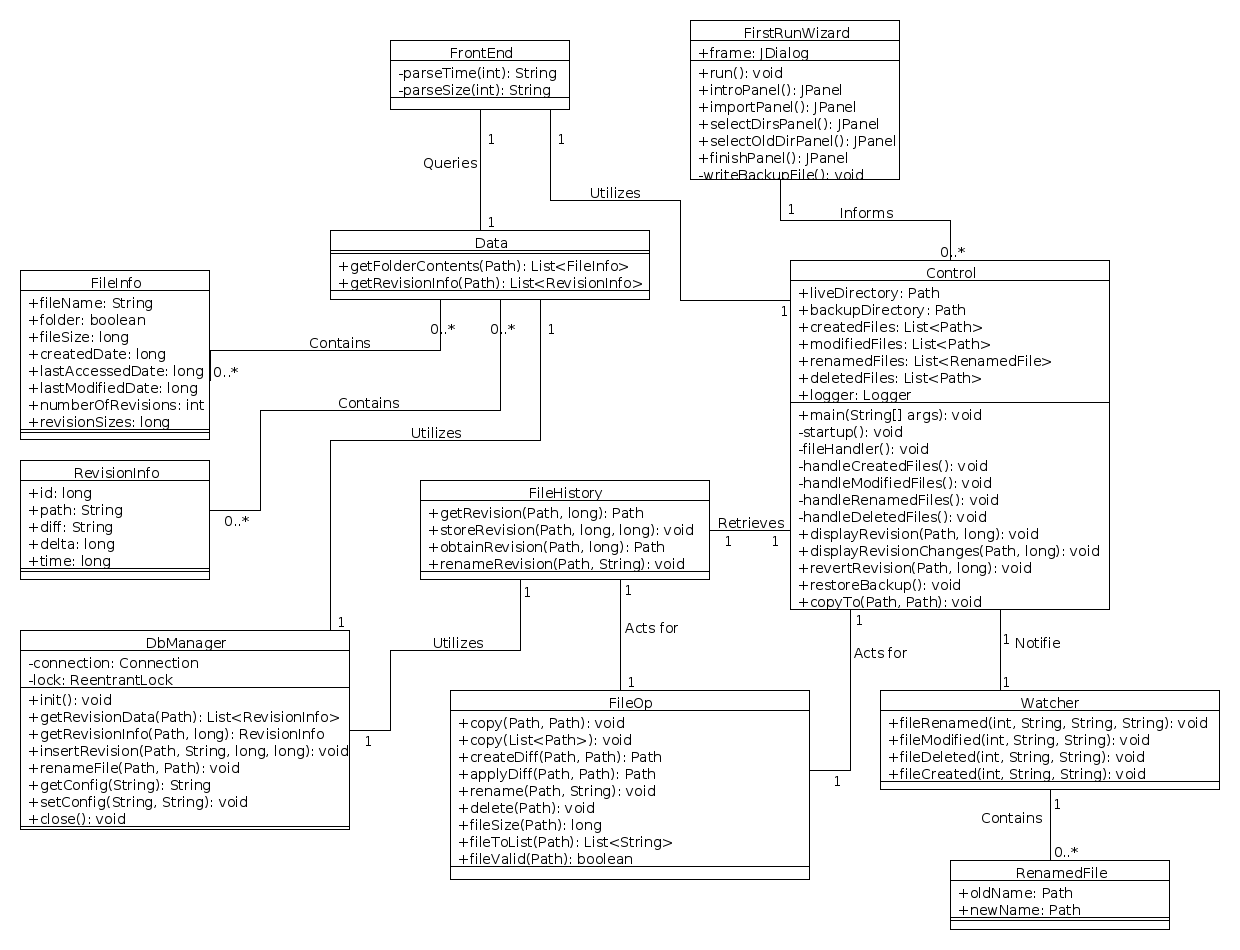 FrontEnd
-parseTime(int): String
-parseSize(int): String
FirstRunWizard
+frame: JDialog
+run(): void
+introPanel(): JPanel
+importPanel(): JPanel
+selectDirsPanel(): JPanel
+selectOldDirPanel(): JPanel
+finishPanel(): JPanel
-writeBackupFile(): void
1
1
Queries
Utilizes
1
1
Informs
0..*
Data
+getFolderContents(Path): List<FileInfo>
+getRevisionInfo(Path): List<RevisionInfo>
FileInfo
+fileName: String
+folder: boolean
+fileSize: long
+createdDate: long
+lastAccessedDate: long
+lastModifiedDate: long
+numberOfRevisions: int
+revisionSizes: long
0..*
0..*
1
Contains
0..*
Contains
Utilizes
1
Control
+liveDirectory: Path
+backupDirectory: Path
+createdFiles: List<Path>
+modifiedFiles: List<Path>
+renamedFiles: List<RenamedFile>
+deletedFiles: List<Path>
+logger: Logger
+main(String[] args): void
-startup(): void
-fileHandler(): void
-handleCreatedFiles(): void
-handleModifiedFiles(): void
-handleRenamedFiles(): void
-handleDeletedFiles(): void
+displayRevision(Path, long): void
+displayRevisionChanges(Path, long): void
+revertRevision(Path, long): void
+restoreBackup(): void
+copyTo(Path, Path): void
RevisionInfo
+id: long
+path: String
+diff: String
+delta: long
+time: long
0..*
FileHistory
+getRevision(Path, long): Path
+storeRevision(Path, long, long): void
+obtainRevision(Path, long): Path
+renameRevision(Path, String): void
Retrieves
1
1
1
1
1
Utilizes
Acts for
1
Acts for
1
Notifie
1
1
DbManager
-connection: Connection
-lock: ReentrantLock
+init(): void
+getRevisionData(Path): List<RevisionInfo>
+getRevisionInfo(Path, long): RevisionInfo
+insertRevision(Path, String, long, long): void
+renameFile(Path, Path): void
+getConfig(String): String
+setConfig(String, String): void
+close(): void
1
FileOp
+copy(Path, Path): void
+copy(List<Path>): void
+createDiff(Path, Path): Path
+applyDiff(Path, Path): Path
+rename(Path, String): void
+delete(Path): void
+fileSize(Path): long
+fileToList(Path): List<String>
+fileValid(Path): boolean
1
Watcher
+fileRenamed(int, String, String, String): void
+fileModified(int, String, String): void
+fileDeleted(int, String, String): void
+fileCreated(int, String, String): void
1
Contains
0..*
RenamedFile
+oldName: Path
+newName: Path